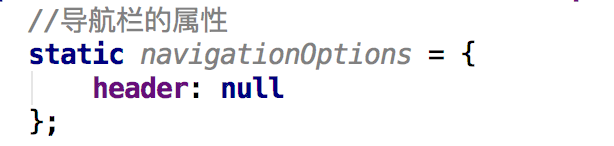 //导航栏的属性
static navigationOptions = {
    header: null
};